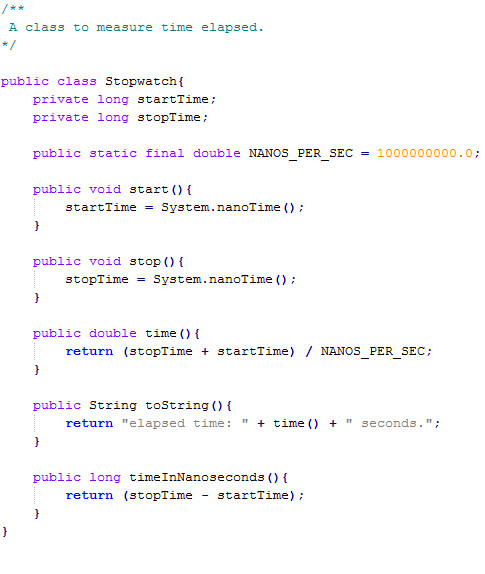 /**
 A class to measure time elapsed.
*/
public class Stopwatch{
    private long startTime;
    private long stopTime;
    public static final double NANOS_PER_SEC = 1000000000.0;
    public void start(){
        startTime = System.nanoTime();
    }
    public void stop(){
        stopTime = System.nanoTime();
    }
    public double time(){
        return (stopTime + startTime) / NANOS_PER_SEC;
    }
    public String toString(){
        return "elapsed time: " + time() + " seconds.";
    }
    public long timeInNanoseconds(){
        return (stopTime - startTime);
    }
}